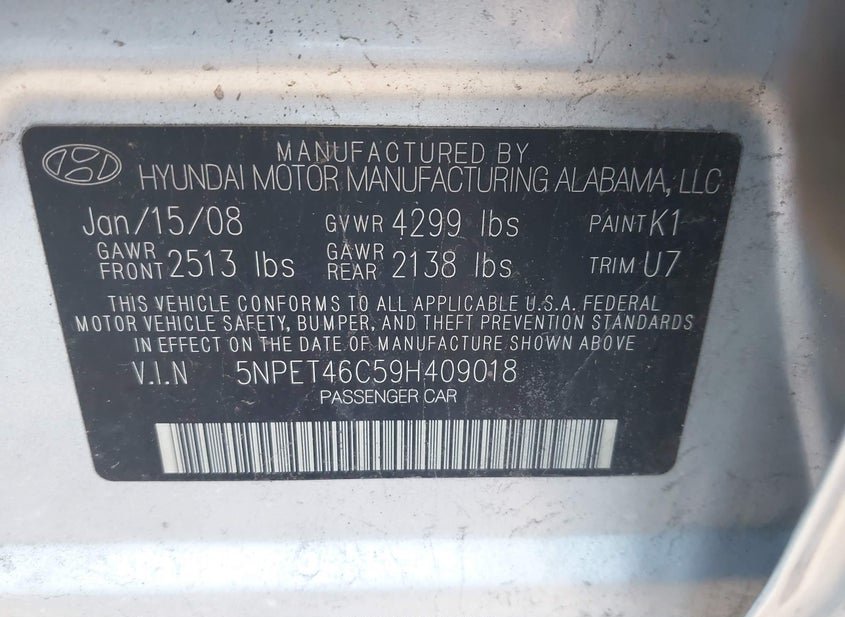 MANUFACTURED BY
HYUNDAI MOTOR MANUFACTURING ALABAMA, LLC
Jan/15/08 GVWR 4299 lbs PAINT K1
GAWR FRONT 2513 lbs GAWR REAR 2138 lbs TRIM U7
THIS VEHICLE CONFORMS TO ALL APPLICABLE U.S.A. FEDERAL
MOTOR VEHICLE SAFETY, BUMPER, AND THEFT PREVENTION STANDARDS
IN EFFECT ON THE DATE OF MANUFACTURE SHOWN ABOVE
V.I.N 5NPET46C59H409018
PASSENGER CAR